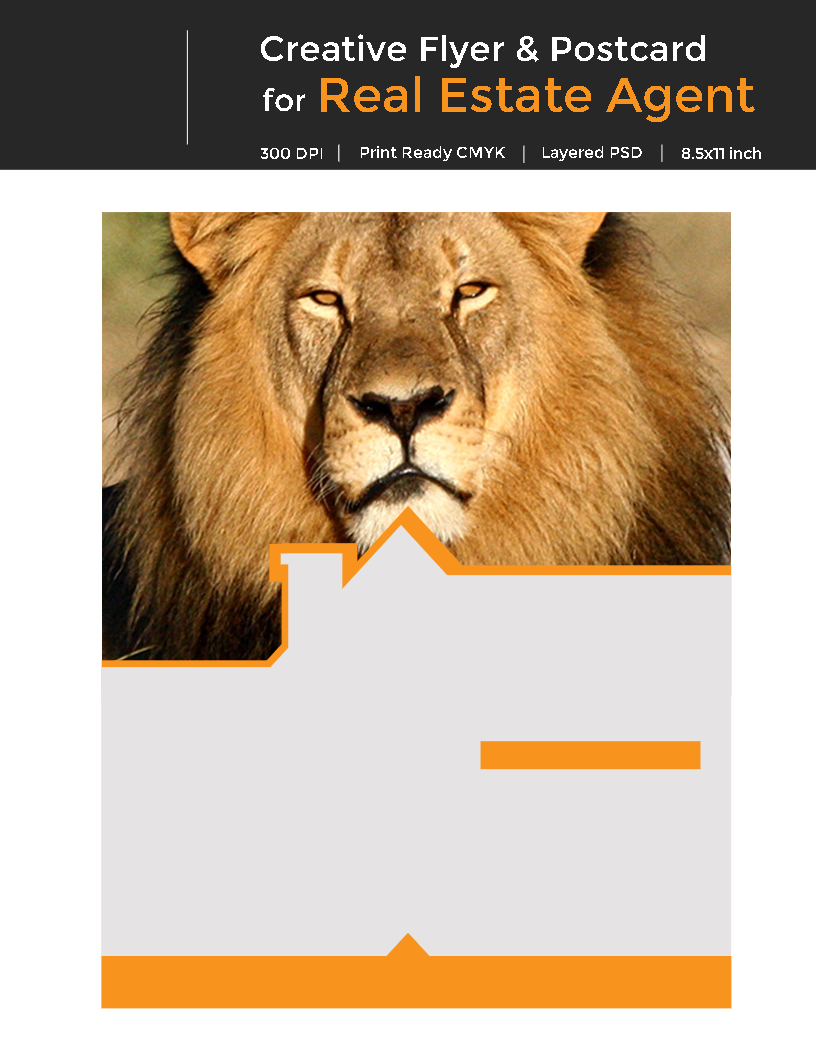 Creative Flyer & Postcard
for Real Estate Agent
300 DPI | Print Ready CMYK | Layered PSD | 8.5x11 inch